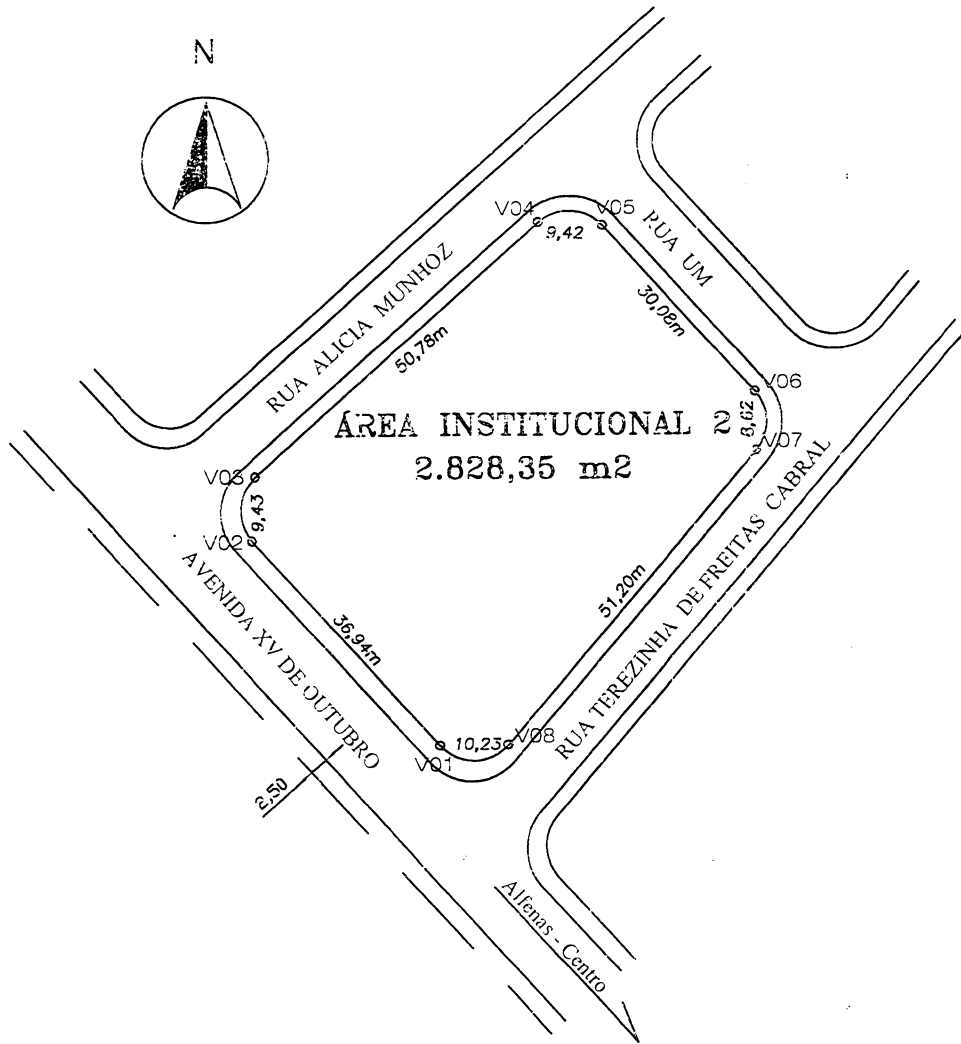 N
V04
V05
9,42
RUA UM
RUA ALICIA MUNHOZ
50,78m
30,08m
V06
ÁREA INSTITUCIONAL 2
8,62
V07
2.828,35 m2
V03
9,43
V02
AVENIDA XV DE OUTUBRO
36,94m
51,20m
RUA TEREZINHA DE FREITAS CABRAL
10,23
V08
V01
2,50
Alfenas - Centro